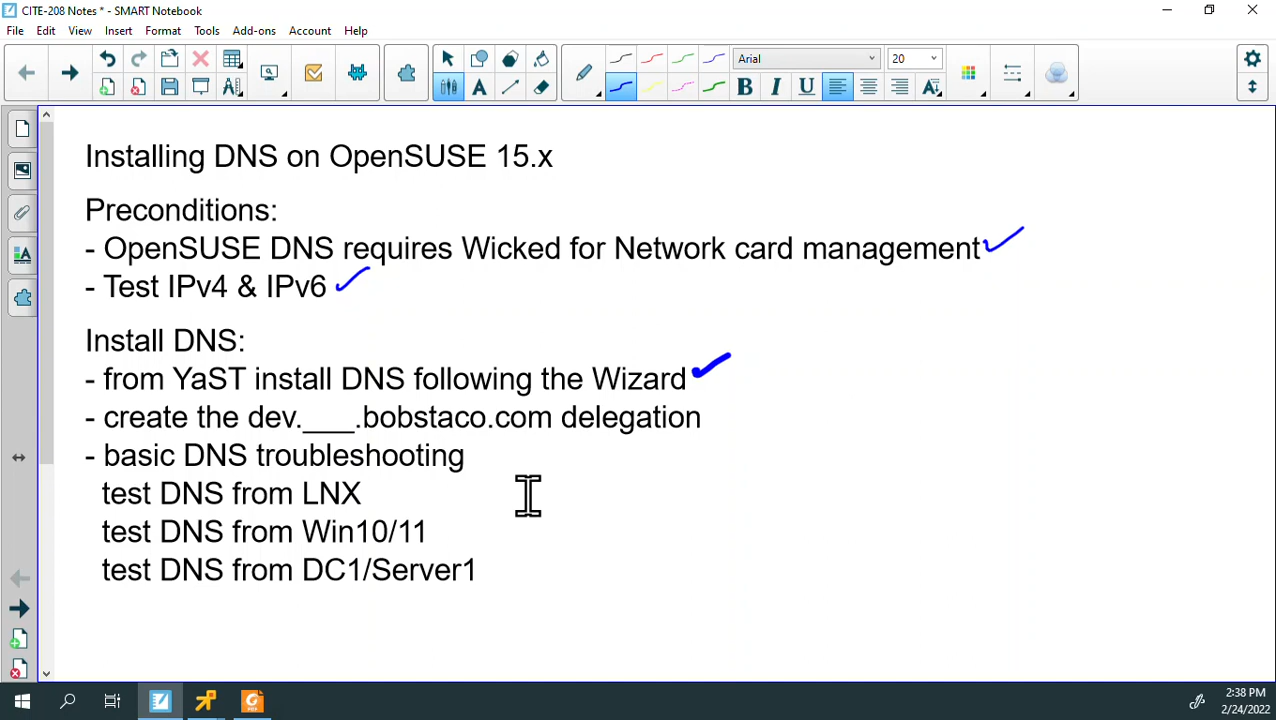 CITE-208 Notes * - SMART Notebook
File Edit View Insert Format Tools Add-ons Account Help
Arial 20
B I U A
Installing DNS on OpenSUSE 15.x
Preconditions:
- OpenSUSE DNS requires Wicked for Network card management
- Test IPv4 & IPv6
Install DNS:
- from YaST install DNS following the Wizard
- create the dev.___.bobstaco.com delegation
- basic DNS troubleshooting
test DNS from LNX
test DNS from Win10/11
test DNS from DC1/Server1
2:38 PM
2/24/2022